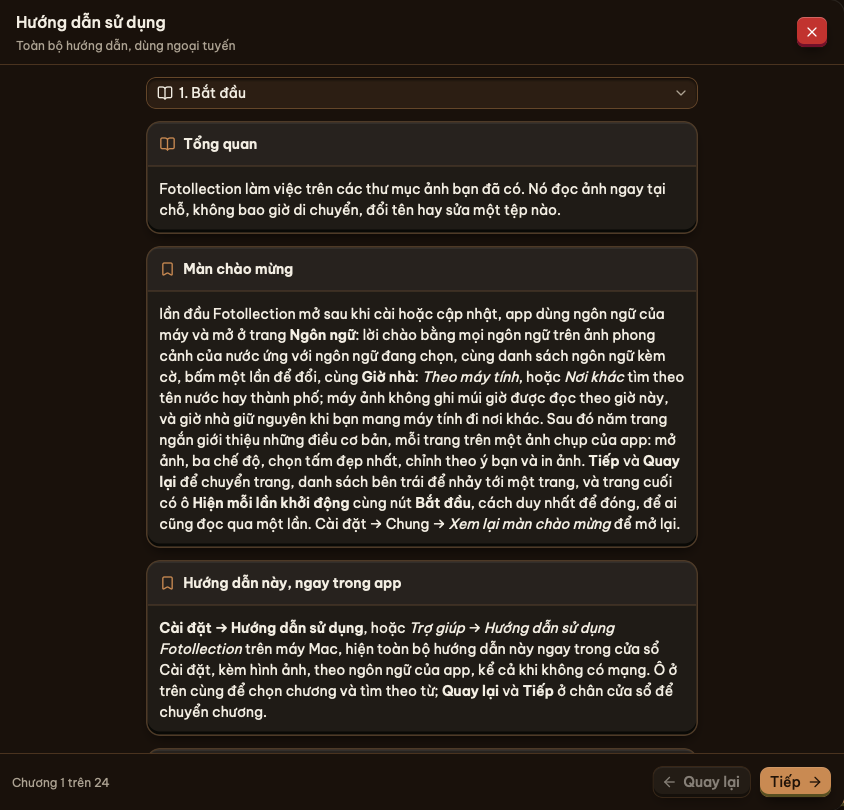 Hướng dẫn sử dụng
Toàn bộ hướng dẫn, dùng ngoại tuyến
1. Bắt đầu
Tổng quan
Fotollection làm việc trên các thư mục ảnh bạn đã có. Nó đọc ảnh ngay tại
chỗ, không bao giờ di chuyển, đổi tên hay sửa một tệp nào.
Màn chào mừng
lần đầu Fotollection mở sau khi cài hoặc cập nhật, app dùng ngôn ngữ của
máy và mở ở trang Ngôn ngữ: lời chào bằng mọi ngôn ngữ trên ảnh phong
cảnh của nước ứng với ngôn ngữ đang chọn, cùng danh sách ngôn ngữ kèm
cờ, bấm một lần để đổi, cùng Giờ nhà: Theo máy tính, hoặc Nơi khác tìm theo
tên nước hay thành phố; máy ảnh không ghi múi giờ được đọc theo giờ này,
và giờ nhà giữ nguyên khi bạn mang máy tính đi nơi khác. Sau đó năm trang
ngắn giới thiệu những điều cơ bản, mỗi trang trên một ảnh chụp của app: mở
ảnh, ba chế độ, chọn tấm đẹp nhất, chỉnh theo ý bạn và in ảnh. Tiếp và Quay
lại để chuyển trang, danh sách bên trái để nhảy tới một trang, và trang cuối
có ô Hiện mỗi lần khởi động cùng nút Bắt đầu, cách duy nhất để đóng, để ai
cũng đọc qua một lần. Cài đặt → Chung → Xem lại màn chào mừng để mở lại.
Hướng dẫn này, ngay trong app
Cài đặt → Hướng dẫn sử dụng, hoặc Trợ giúp → Hướng dẫn sử dụng
Fotollection trên máy Mac, hiện toàn bộ hướng dẫn này ngay trong cửa sổ
Cài đặt, kèm hình ảnh, theo ngôn ngữ của app, kể cả khi không có mạng. Ô ở
trên cùng để chọn chương và tìm theo từ; Quay lại và Tiếp ở chân cửa sổ để
chuyển chương.
Chương 1 trên 24
← Quay lại
Tiếp →